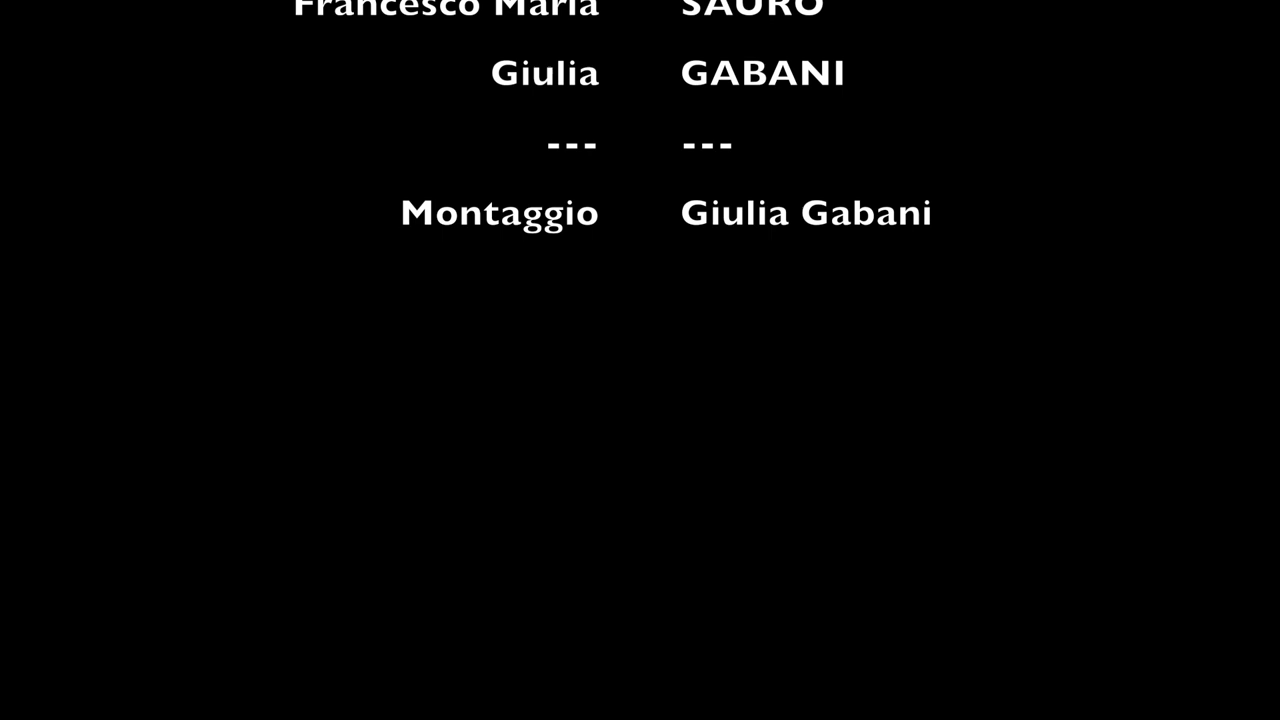 Francesco Maria SAURO
Giulia GABANI
--- ---
Montaggio Giulia Gabani